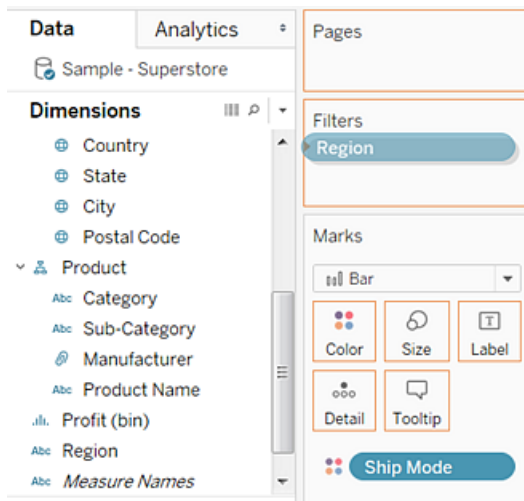 Data
Analytics
Sample - Superstore
Dimensions
Country
State
City
Postal Code
Product
Abc Category
Abc Sub-Category
Manufacturer
Abc Product Name
Profit (bin)
Abc Region
Abc Measure Names
Pages
Filters
Region
Marks
Bar
Color
Size
T
Label
Detail
Tooltip
Ship Mode